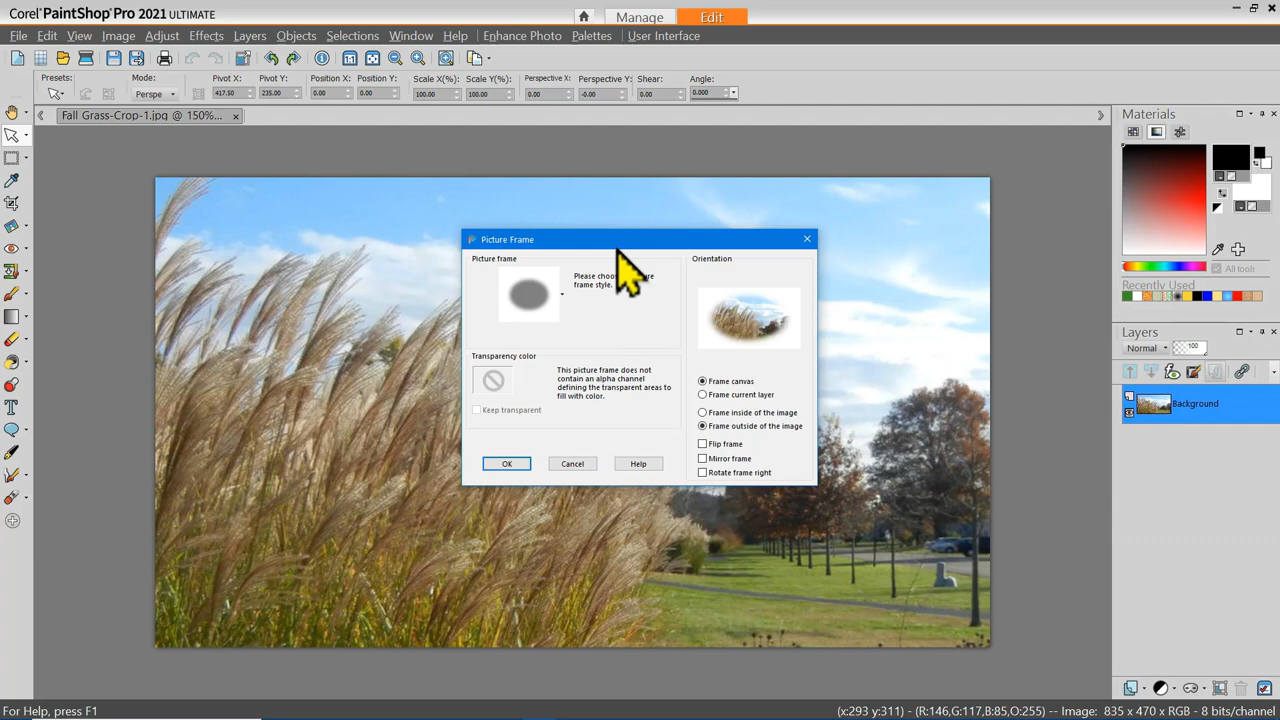 Corel®PaintShop®Pro 2021 ULTIMATE
Manage Edit
File Edit View Image Adjust Effects Layers Objects Selections Window Help Enhance Photo Palettes User Interface
Presets: Mode: Pivot X: Pivot Y: Position X: Position Y: Scale X(%): Scale Y(%): Perspective X: Perspective Y: Shear: Angle:
Perspe 417.50 235.00 0.00 0.00 100.00 100.00 0.00 -0.00 0.00 0.000
Fall Grass-Crop-1.jpg @ 150%...
Materials
All tools
Recently Used
Layers
Normal 100
Background
Picture Frame
Picture frame
Please
frame style.
Transparency color
This picture frame does not
contain an alpha channel
defining the transparent areas to
fill with color.
Keep transparent
OK Cancel Help
Orientation
Frame canvas
Frame current layer
Frame inside of the image
Frame outside of the image
Flip frame
Mirror frame
Rotate frame right
For Help, press F1
(x:293 y:311) -- (R:146,G:117,B:85,O:255) -- Image: 835 x 470 x RGB - 8 bits/channel